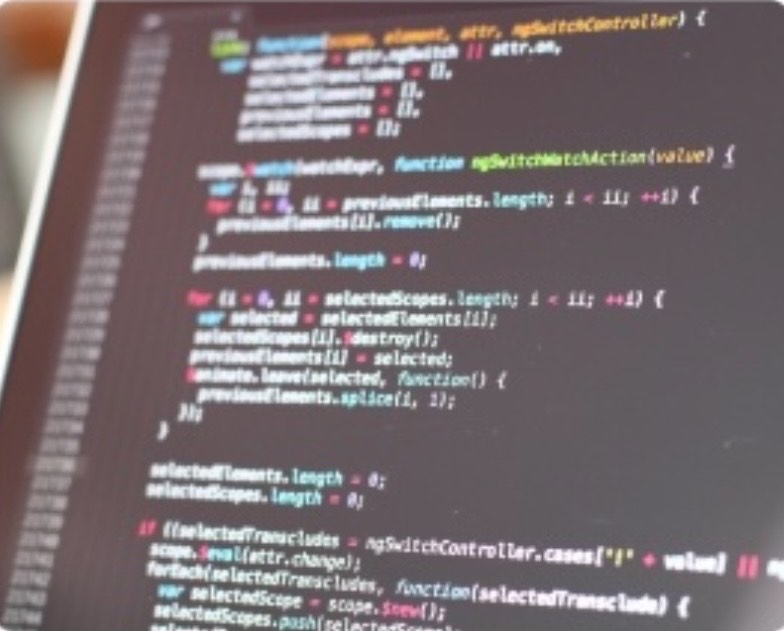 link: function(scope, element, attr, ngSwitchController) {
var watchExpr = attr.ngSwitch || attr.on,
selectedTranscludes = [],
selectedElements = [],
previousElements = [],
selectedScopes = [];
scope.$watch(watchExpr, function ngSwitchWatchAction(value) {
var i, ii;
for (i = 0, ii = previousElements.length; i < ii; ++i) {
previousElements[i].remove();
}
previousElements.length = 0;
for (i = 0, ii = selectedScopes.length; i < ii; ++i) {
var selected = selectedElements[i];
selectedScopes[i].$destroy();
previousElements[i] = selected;
$animate.leave(selected, function() {
previousElements.splice(i, 1);
});
}
selectedElements.length = 0;
selectedScopes.length = 0;
if ((selectedTranscludes = ngSwitchController.cases["!" + value] ||
scope.$eval(attr.change);
forEach(selectedTranscludes, function(selectedTransclude) {
var selectedScope = scope.$new();
selectedScopes.push(selectedScope);